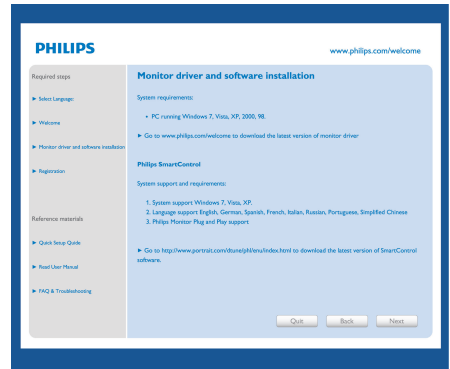 PHILIPS
www.philips.com/welcome
Required steps
► Select Language:
► Welcome
► Monitor driver and software installation
► Registration
Reference materials
► Quick Setup Guide
► Read User Manual
► FAQ & Troubleshooting
Monitor driver and software installation
System requirements:
• PC running Windows 7, Vista, XP, 2000, 98.
► Go to www.philips.com/welcome to download the latest version of monitor driver
Philips SmartControl
System support and requirements:
1. System support Windows 7, Vista, XP.
2. Language support English, German, Spanish, French, Italian, Russian, Portuguese, Simplified Chinese
3. Philips Monitor Plug and Play support
► Go to http://www.portrait.com/dtune/phl/enu/index.html to download the latest version of SmartControl
software.
Quit
Back
Next